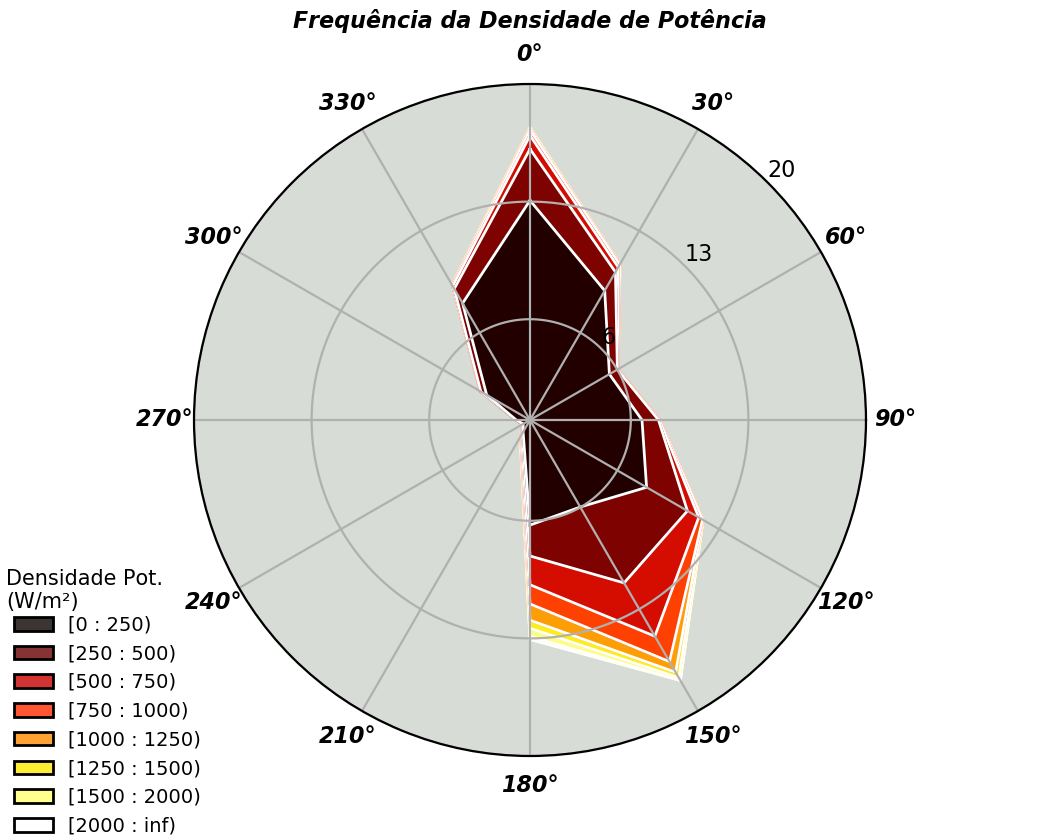 Frequência da Densidade de Potência
0°
330°
30°
20
300°
60°
13
6
270°
90°
Densidade Pot.
(W/m²)
240°
120°
[0 : 250)
[250 : 500)
[500 : 750)
[750 : 1000)
210°
150°
[1000 : 1250)
[1250 : 1500)
180°
[1500 : 2000)
[2000 : inf)